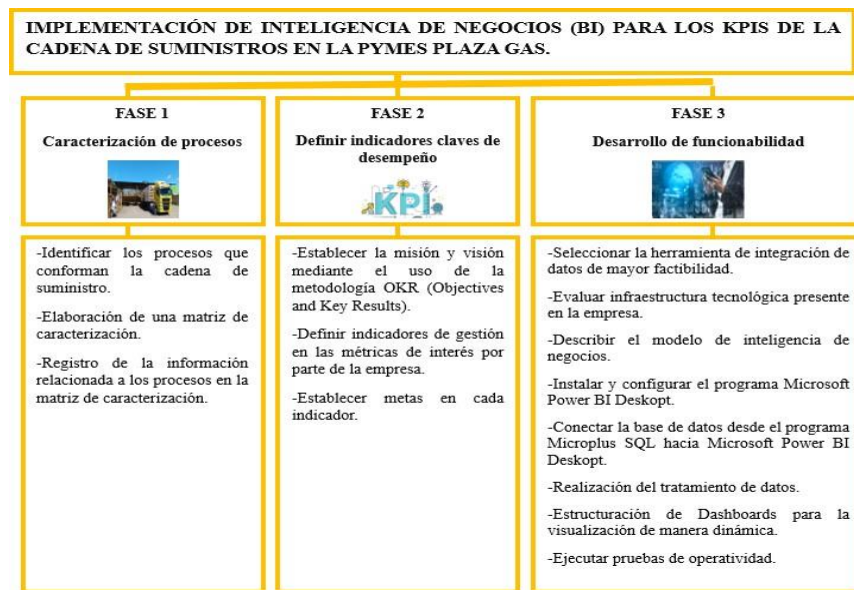 IMPLEMENTACIÓN DE INTELIGENCIA DE NEGOCIOS (BI) PARA LOS KPIS DE LA
CADENA DE SUMINISTROS EN LA PYMES PLAZA GAS.
FASE 1
Caracterización de procesos
-Identificar los procesos que
conforman la cadena de
suministro.
-Elaboración de una matriz de
caracterización.
-Registro de la información
relacionada a los procesos en la
matriz de caracterización.
FASE 2
Definir indicadores claves de
desempeño
KPI
-Establecer la misión y visión
mediante el uso de la
metodología OKR (Objectives
and Key Results).
-Definir indicadores de gestión
en las métricas de interés por
parte de la empresa.
-Establecer metas en cada
indicador.
FASE 3
Desarrollo de funcionabilidad
-Seleccionar la herramienta de integración de
datos de mayor factibilidad.
-Evaluar infraestructura tecnológica presente
en la empresa.
-Describir el modelo de inteligencia de
negocios.
-Instalar y configurar el programa Microsoft
Power BI Deskopt.
-Conectar la base de datos desde el programa
Microplus SQL hacia Microsoft Power BI
Deskopt.
-Realización del tratamiento de datos.
-Estructuración de Dashboards para la
visualización de manera dinámica.
-Ejecutar pruebas de operatividad.